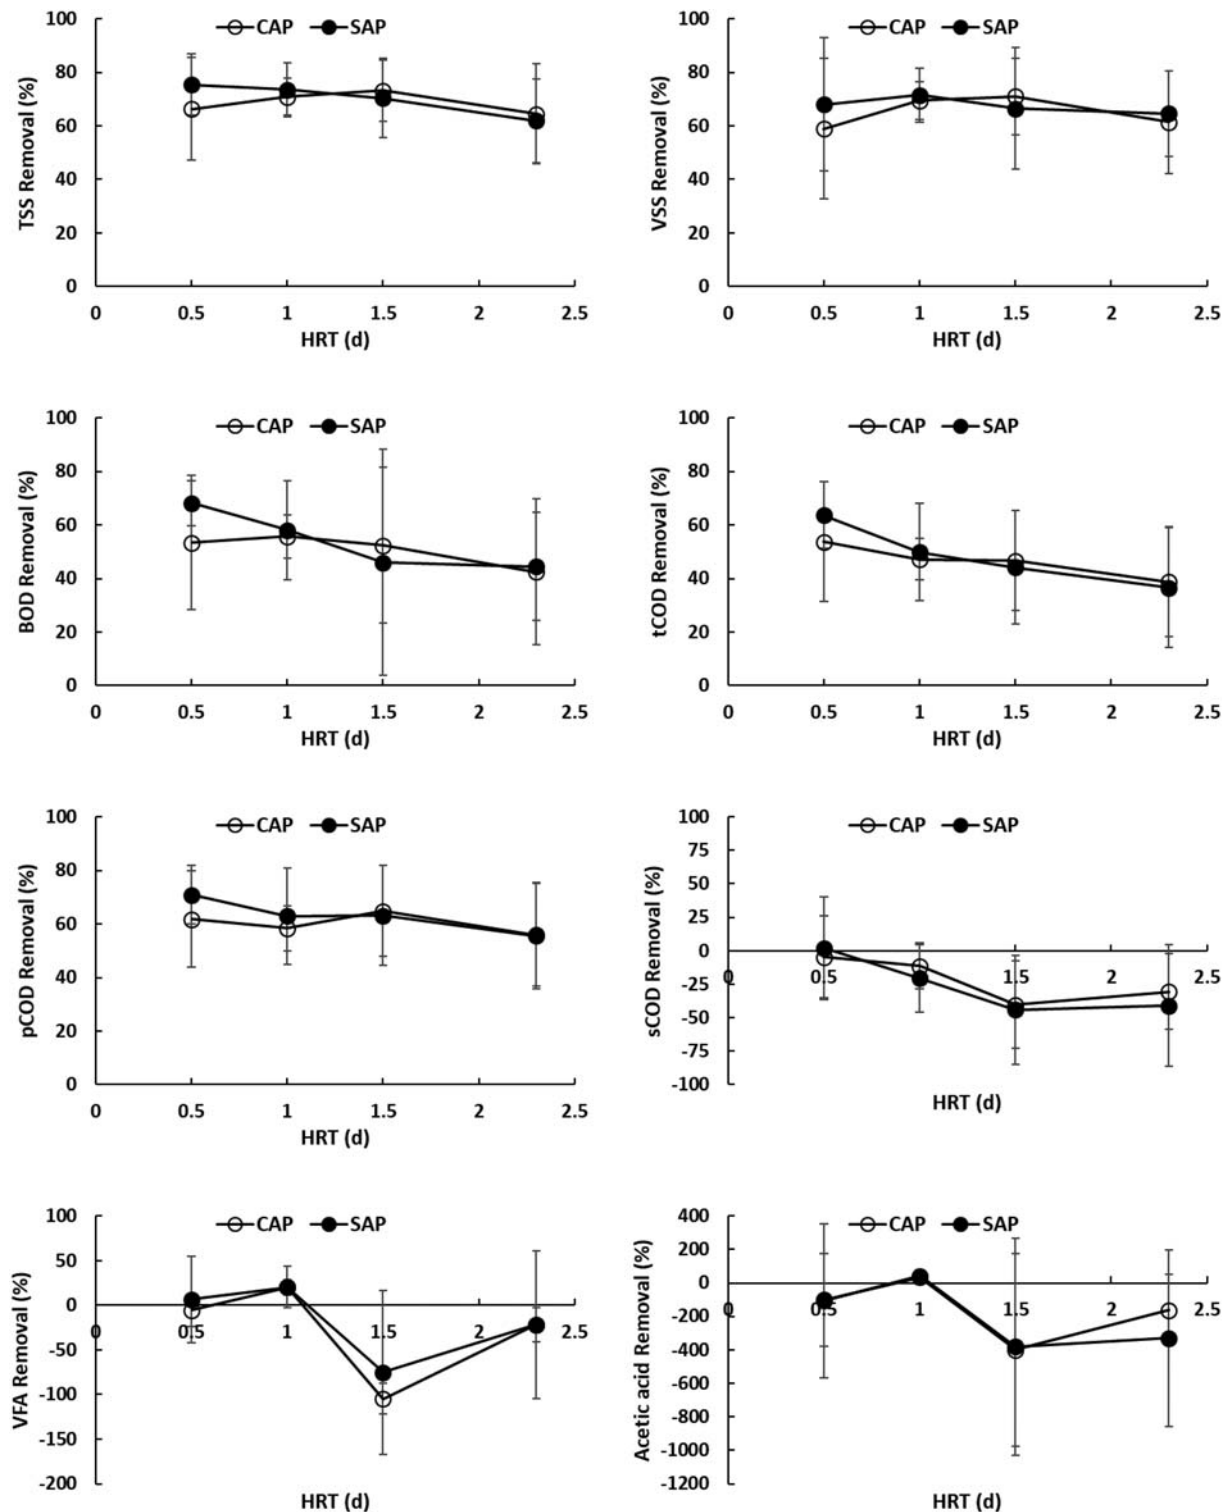 CAP SAP
TSS Removal (%)
100
80
60
40
20
0
0 0.5 1 1.5 2 2.5
HRT (d)
CAP SAP
VSS Removal (%)
100
80
60
40
20
0
0 0.5 1 1.5 2 2.5
HRT (d)
CAP SAP
BOD Removal (%)
100
80
60
40
20
0
0 0.5 1 1.5 2 2.5
HRT (d)
CAP SAP
tCOD Removal (%)
100
80
60
40
20
0
0 0.5 1 1.5 2 2.5
HRT (d)
CAP SAP
pCOD Removal (%)
100
80
60
40
20
0
0 0.5 1 1.5 2 2.5
HRT (d)
CAP SAP
sCOD Removal (%)
100
75
50
25
0
-25
-50
-75
-100
0 0.5 1 1.5 2 2.5
HRT (d)
CAP SAP
VFA Removal (%)
100
50
0
-50
-100
-150
-200
0 0.5 1 1.5 2 2.5
HRT (d)
CAP SAP
Acetic acid Removal (%)
400
200
0
-200
-400
-600
-800
-1000
-1200
0 0.5 1 1.5 2 2.5
HRT (d)